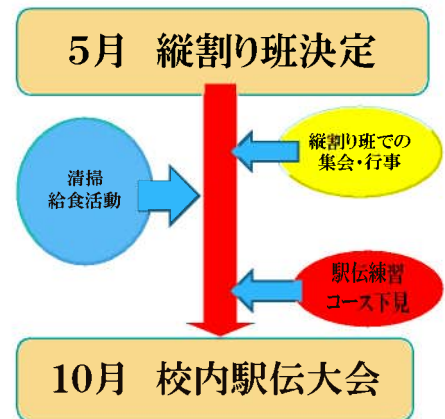 5月 縦割り班決定
縦割り班での
集会・行事
清掃
給食活動
駅伝練習
コース下見
10月 校内駅伝大会